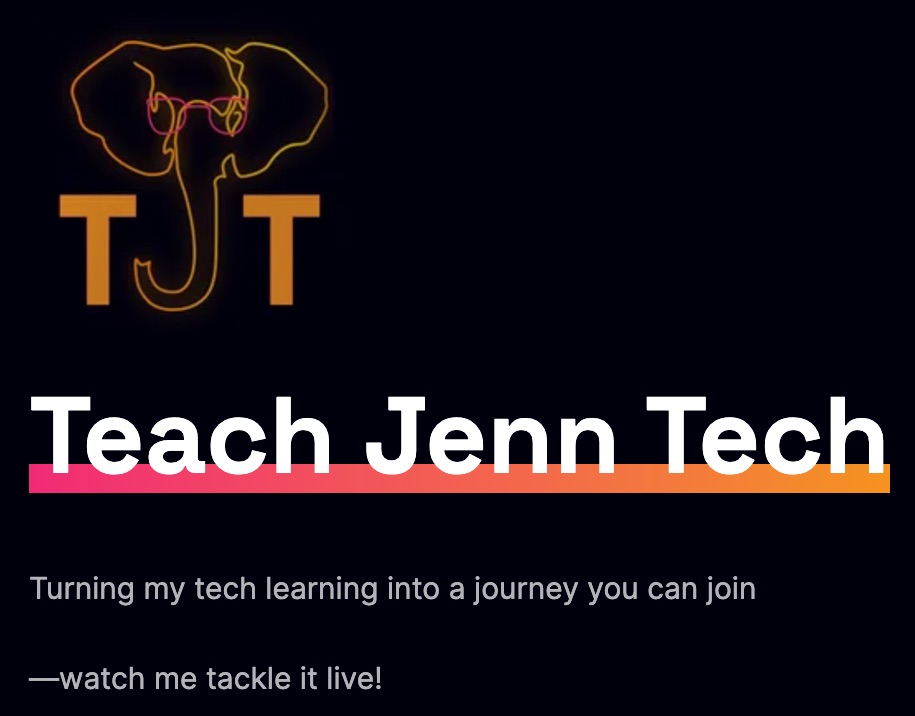 TJT
Teach Jenn Tech
Turning my tech learning into a journey you can join
—watch me tackle it live!